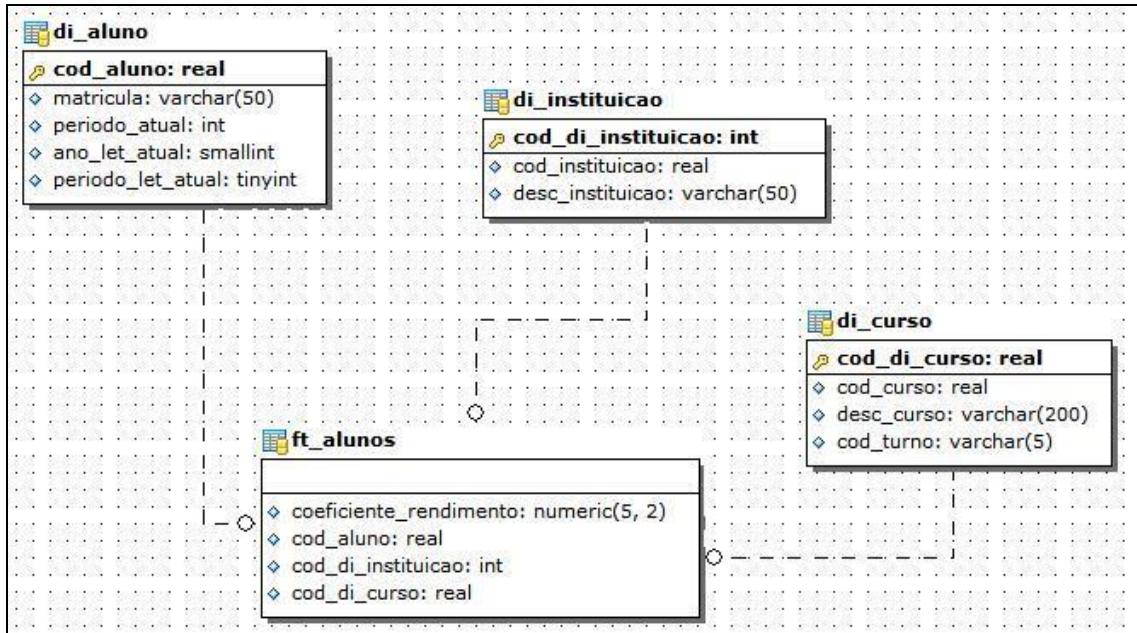 di_aluno
cod_aluno: real
matricula: varchar(50)
periodo_atual: int
ano_let_atual: smallint
periodo_let_atual: tinyint
di_instituicao
cod_di_instituicao: int
cod_instituicao: real
desc_instituicao: varchar(50)
di_curso
cod_di_curso: real
cod_curso: real
desc_curso: varchar(200)
cod_turno: varchar(5)
ft_alunos
coeficiente_rendimento: numeric(5, 2)
cod_aluno: real
cod_di_instituicao: int
cod_di_curso: real